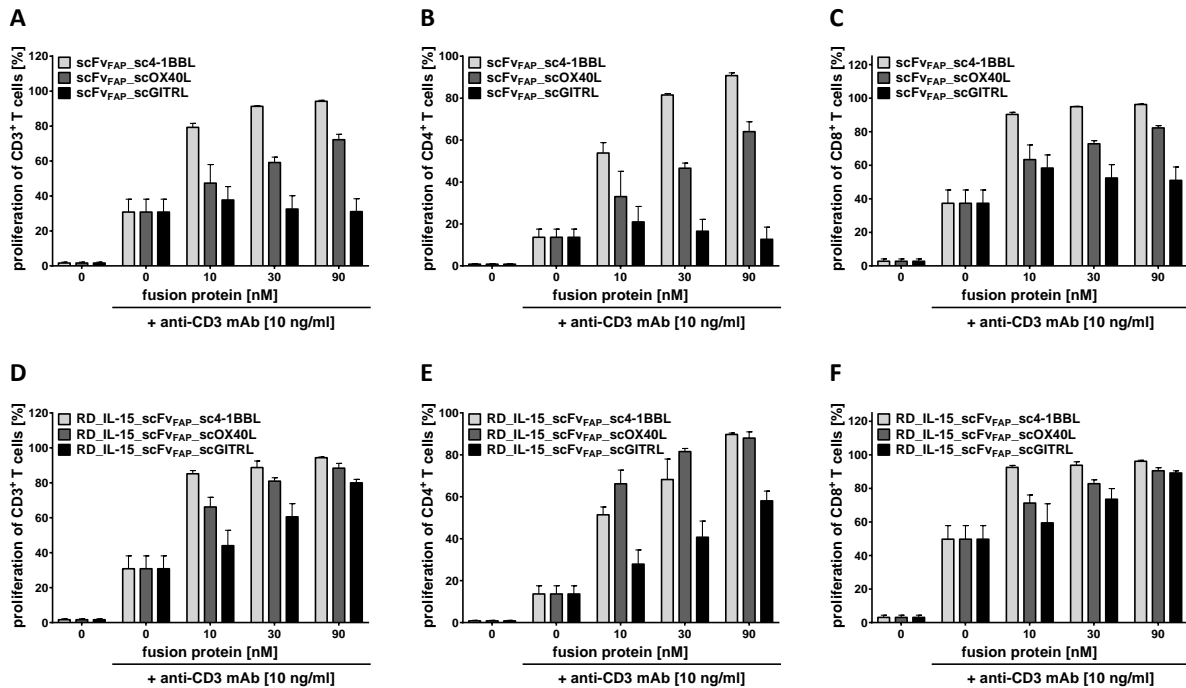 A
proliferation of CD3⁺ T cells [%]
120
100
80
60
40
20
0
scFvFAP_sc4-1BBL
scFvFAP_scOX40L
scFvFAP_scGITRL
0 0 10 30 90
fusion protein [nM]
+ anti-CD3 mAb [10 ng/ml]
B
proliferation of CD4⁺ T cells [%]
100
80
60
40
20
0
scFvFAP_sc4-1BBL
scFvFAP_scOX40L
scFvFAP_scGITRL
0 0 10 30 90
fusion protein [nM]
+ anti-CD3 mAb [10 ng/ml]
C
proliferation of CD8⁺ T cells [%]
120
100
80
60
40
20
0
scFvFAP_sc4-1BBL
scFvFAP_scOX40L
scFvFAP_scGITRL
0 0 10 30 90
fusion protein [nM]
+ anti-CD3 mAb [10 ng/ml]
D
proliferation of CD3⁺ T cells [%]
120
100
80
60
40
20
0
RD_IL-15_scFvFAP_sc4-1BBL
RD_IL-15_scFvFAP_scOX40L
RD_IL-15_scFvFAP_scGITRL
0 0 10 30 90
fusion protein [nM]
+ anti-CD3 mAb [10 ng/ml]
E
proliferation of CD4⁺ T cells [%]
100
80
60
40
20
0
RD_IL-15_scFvFAP_sc4-1BBL
RD_IL-15_scFvFAP_scOX40L
RD_IL-15_scFvFAP_scGITRL
0 0 10 30 90
fusion protein [nM]
+ anti-CD3 mAb [10 ng/ml]
F
proliferation of CD8⁺ T cells [%]
120
100
80
60
40
20
0
RD_IL-15_scFvFAP_sc4-1BBL
RD_IL-15_scFvFAP_scOX40L
RD_IL-15_scFvFAP_scGITRL
0 0 10 30 90
fusion protein [nM]
+ anti-CD3 mAb [10 ng/ml]